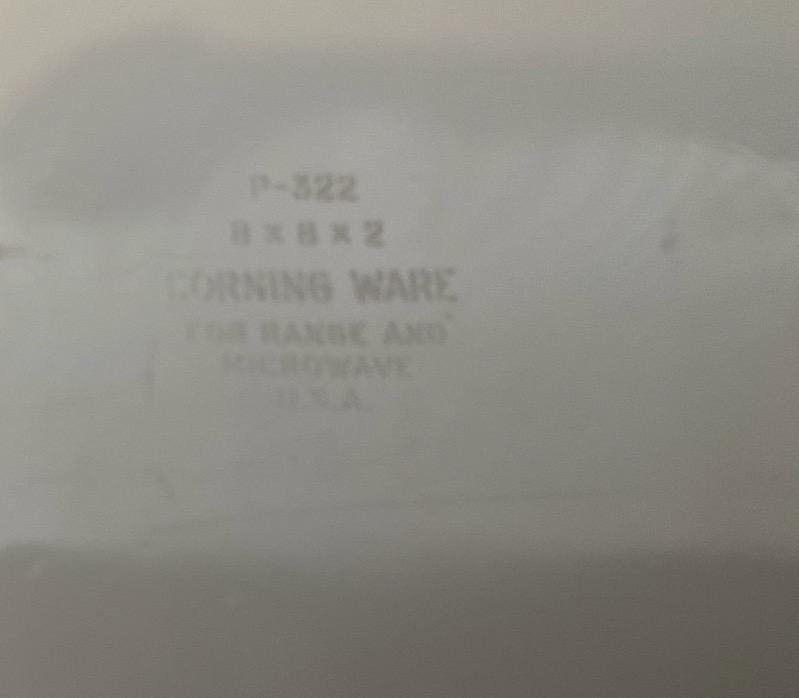 P-322
8 x 8 x 2
CORNING WARE
FOR RANGE AND
MICROWAVE
U.S.A.